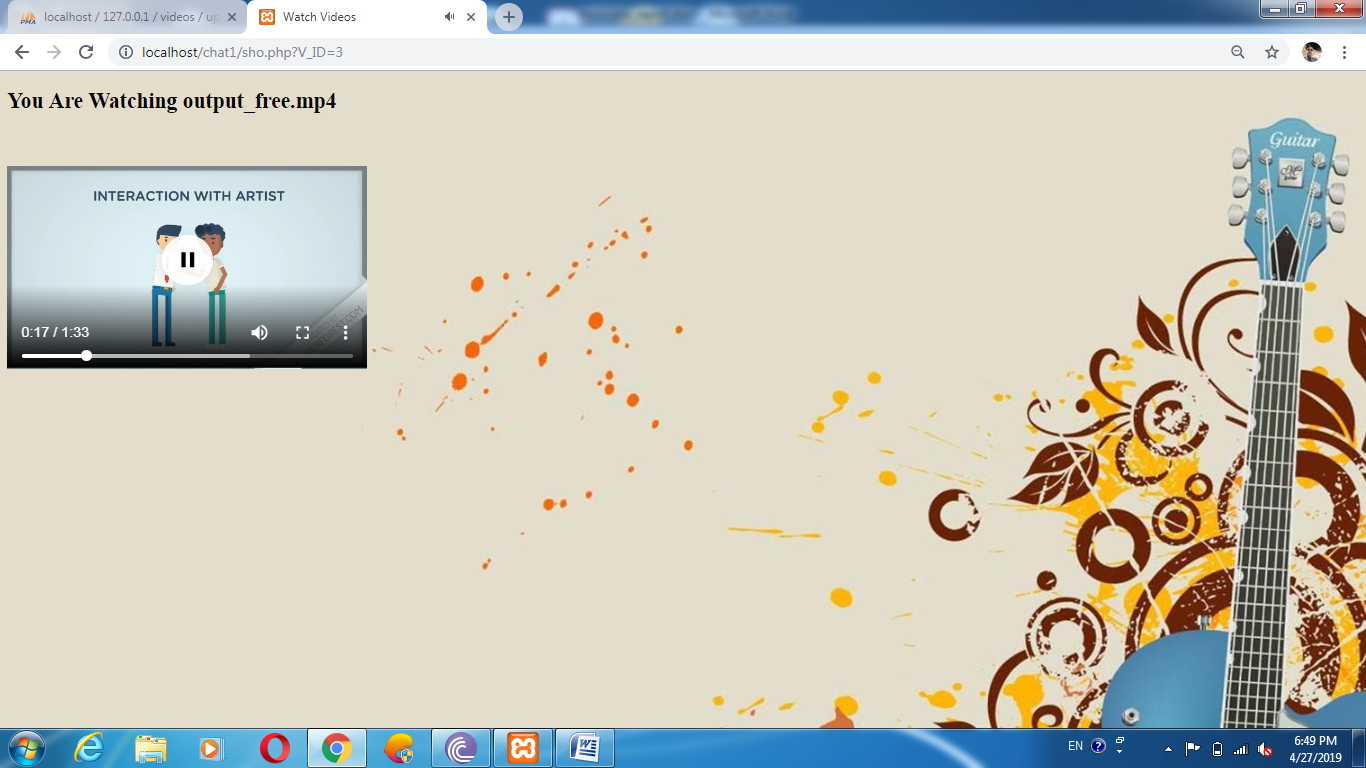 PMA
localhost / 127.0.0.1 / videos / up
Watch Videos
localhost/chat1/sho.php?V_ID=3
You Are Watching output_free.mp4
INTERACTION WITH ARTIST
0:17 / 1:33
Guitar
EN
6:49 PM
4/27/2019